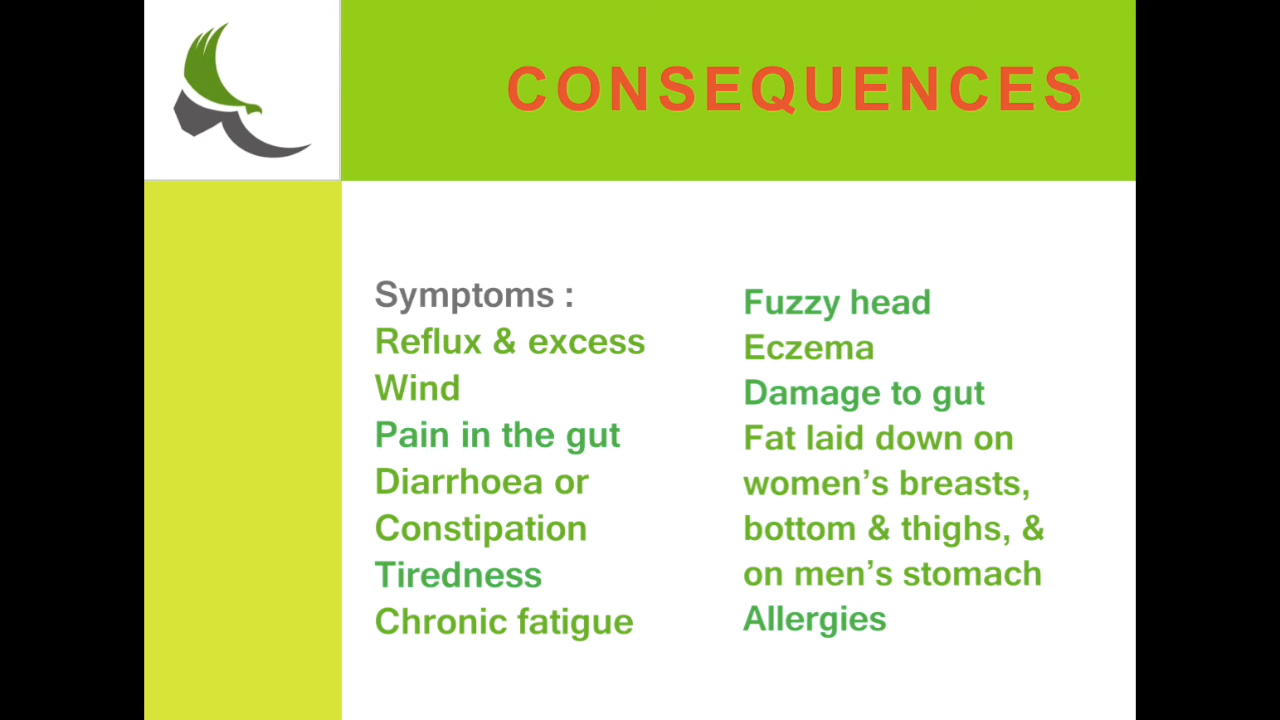 CONSEQUENCES
Symptoms :
Reflux & excess
Wind
Pain in the gut
Diarrhoea or
Constipation
Tiredness
Chronic fatigue
Fuzzy head
Eczema
Damage to gut
Fat laid down on
women’s breasts,
bottom & thighs, &
on men’s stomach
Allergies